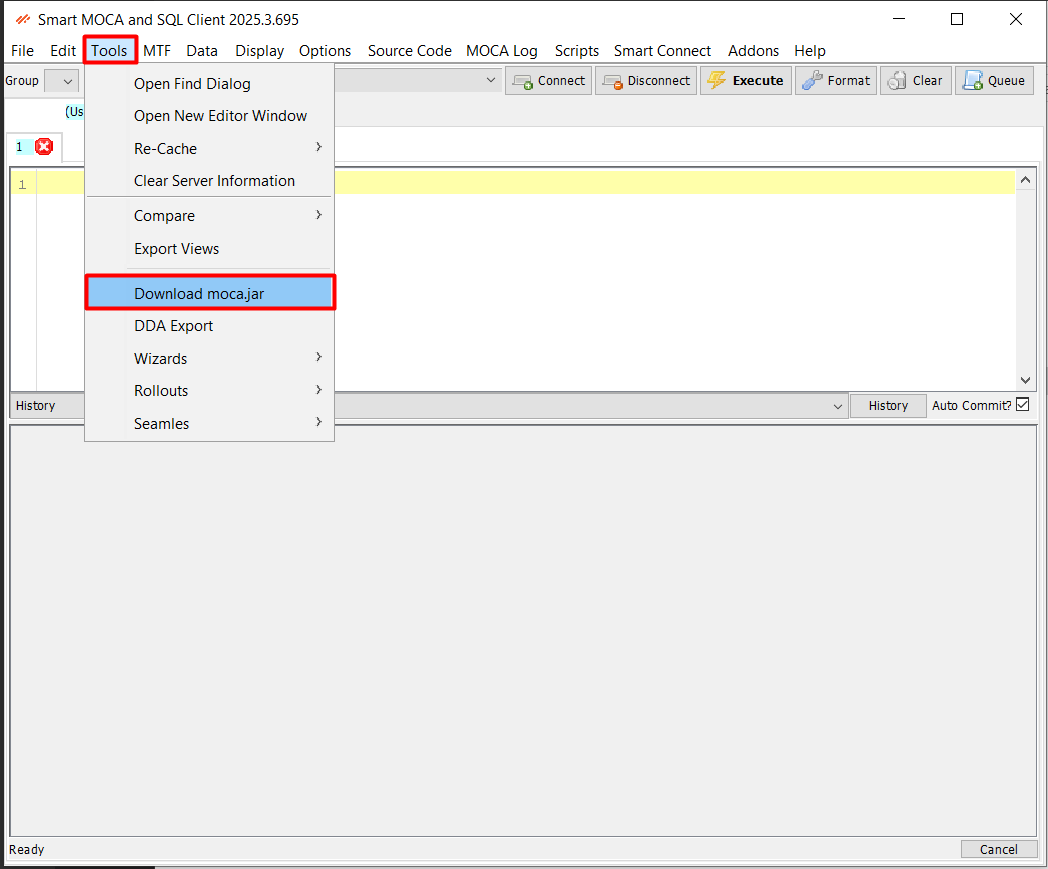 Smart MOCA and SQL Client 2025.3.695
File Edit Tools MTF Data Display Options Source Code MOCA Log Scripts Smart Connect Addons Help
Group Connect Disconnect Execute Format Clear Queue
(Us
1
1
Open Find Dialog
Open New Editor Window
Re-Cache
Clear Server Information
Compare
Export Views
Download moca.jar
DDA Export
Wizards
Rollouts
Seamles
History History Auto Commit?
Ready Cancel